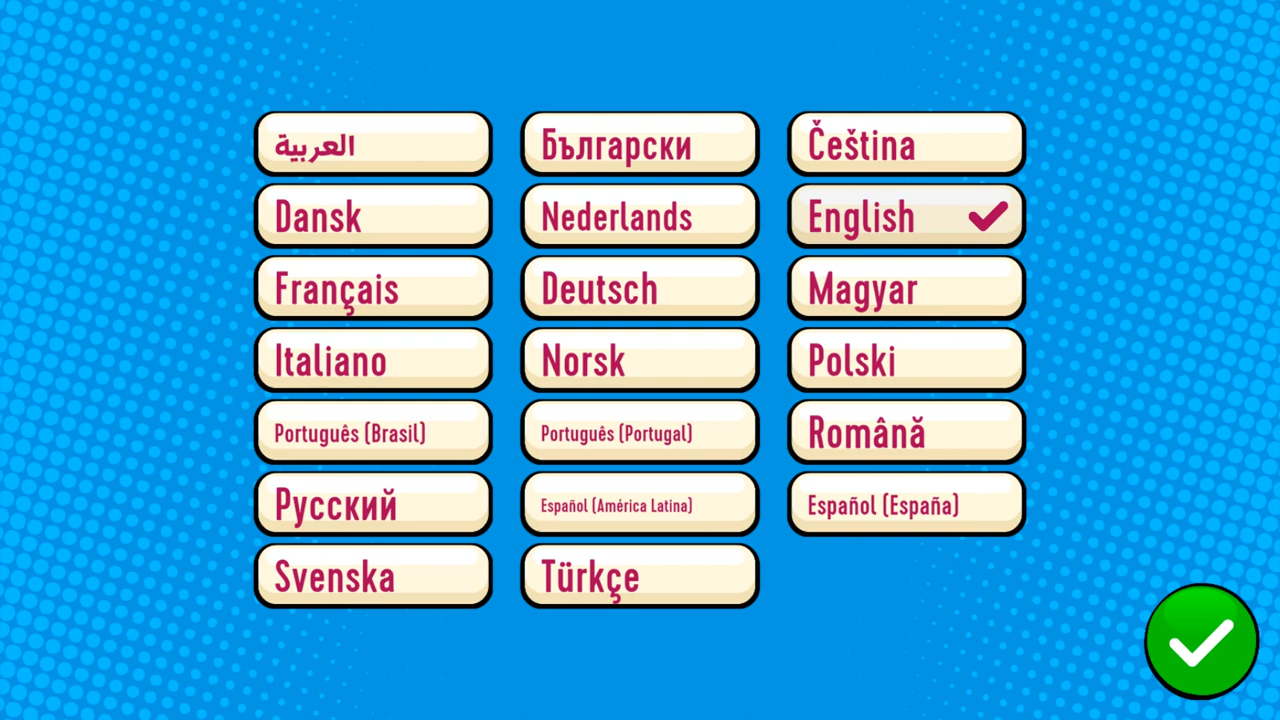 العربية
Български
Čeština
Dansk
Nederlands
English
Français
Deutsch
Magyar
Italiano
Norsk
Polski
Português (Brasil)
Português (Portugal)
Română
Русский
Español (América Latina)
Español (España)
Svenska
Türkçe